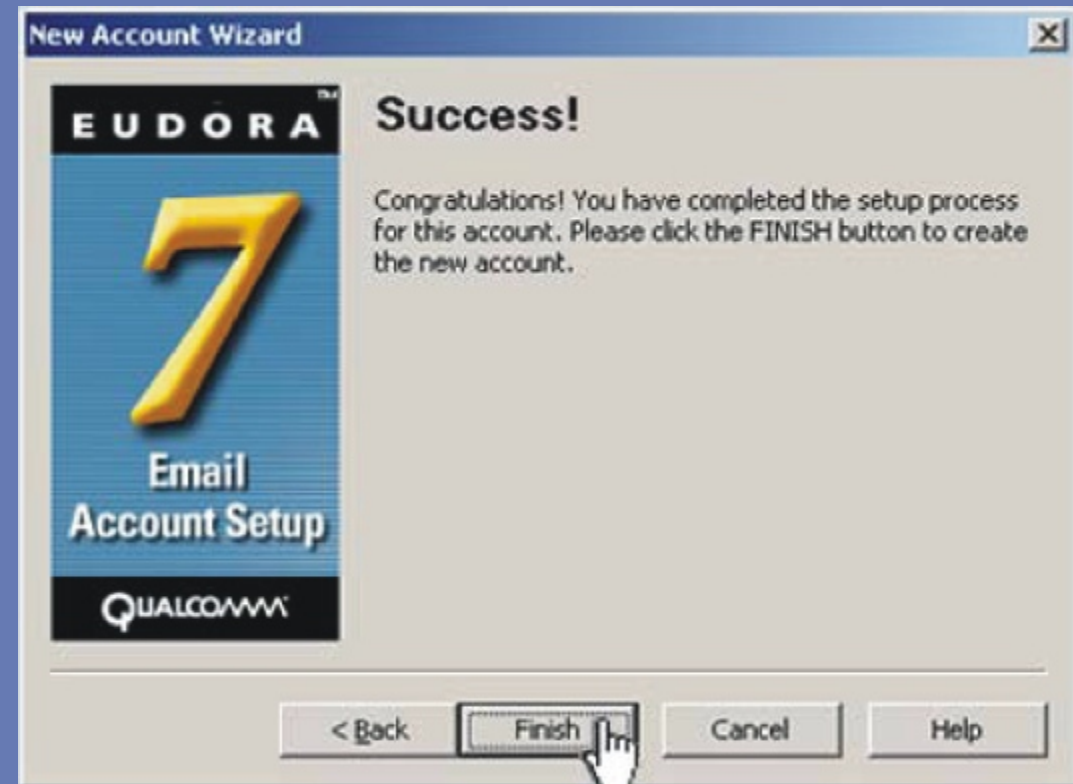 New Account Wizard
EUDORA™
7
Email
Account Setup
QUALCOMM
Success!
Congratulations! You have completed the setup process
for this account. Please click the FINISH button to create
the new account.
< Back
Finish
Cancel
Help